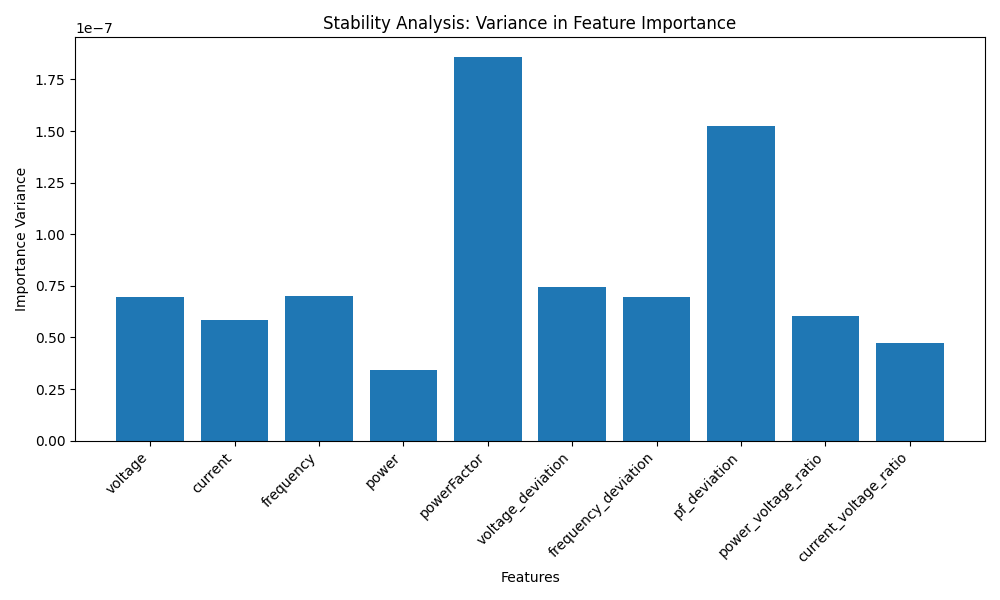 Stability Analysis: Variance in Feature Importance
1e−7
1.75
1.50
1.25
1.00
0.75
0.50
0.25
0.00
Importance Variance
voltage
current
frequency
power
powerFactor
voltage_deviation
frequency_deviation
pf_deviation
power_voltage_ratio
current_voltage_ratio
Features